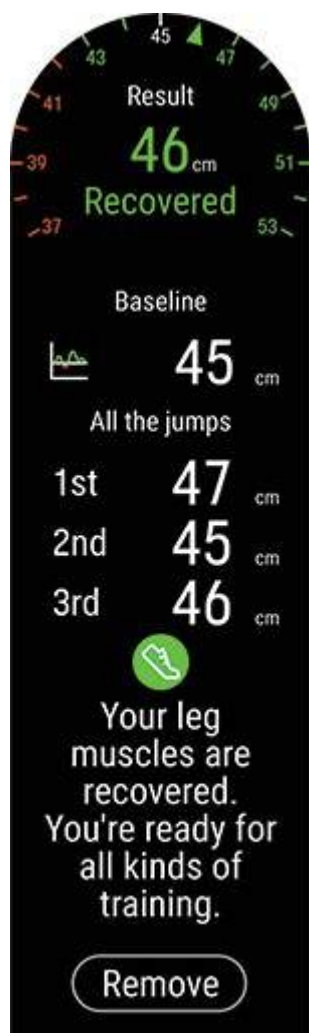 45
43
47
41
49
39
51
37
53
Result
46 cm
Recovered
Baseline
45 cm
All the jumps
1st 47 cm
2nd 45 cm
3rd 46 cm
Your leg
muscles are
recovered.
You're ready for
all kinds of
training.
Remove